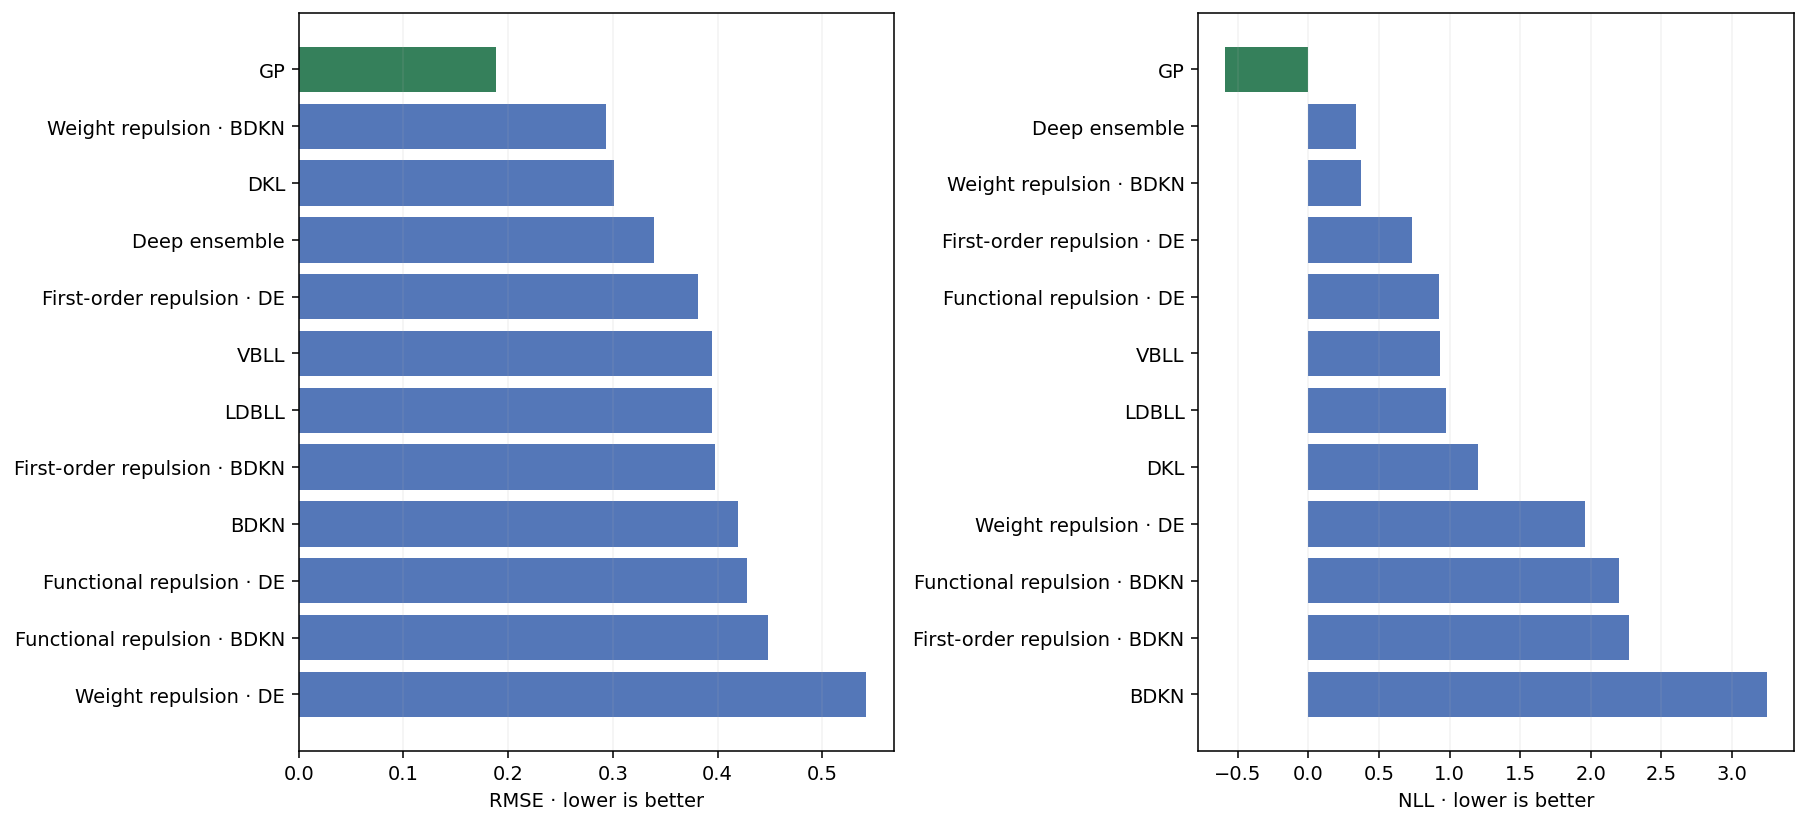 GP
Weight repulsion · BDKN
DKL
Deep ensemble
First-order repulsion · DE
VBLL
LDBLL
First-order repulsion · BDKN
BDKN
Functional repulsion · DE
Functional repulsion · BDKN
Weight repulsion · DE
0.0 0.1 0.2 0.3 0.4 0.5
RMSE · lower is better
GP
Deep ensemble
Weight repulsion · BDKN
First-order repulsion · DE
Functional repulsion · DE
VBLL
LDBLL
DKL
Weight repulsion · DE
Functional repulsion · BDKN
First-order repulsion · BDKN
BDKN
−0.5 0.0 0.5 1.0 1.5 2.0 2.5 3.0
NLL · lower is better